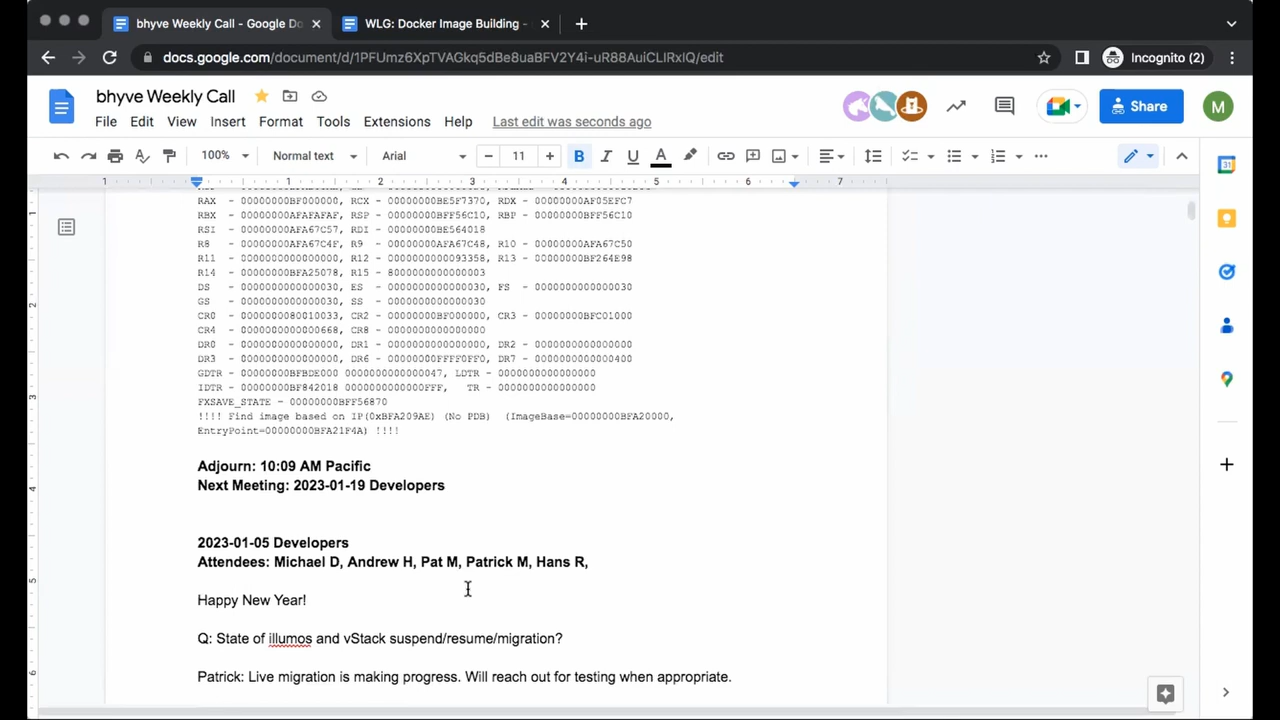 bhyve Weekly Call - Google Do
WLG: Docker Image Building -
docs.google.com/document/d/1PFUmz6XpTVAGkq5dBe8uaBFV2Y4i-uR88AuiCLIRxIQ/edit
Incognito (2)
bhyve Weekly Call
Share
M
File Edit View Insert Format Tools Extensions Help Last edit was seconds ago
100% Normal text Arial 11
1 1 2 3 4 5 6 7
RAX - 00000000BF000000, RCX - 00000000BE5F7370, RDX - 00000000AF05EFC7
RBX - 00000000AFAFAFAF, RSP - 00000000BFF56C10, RBP - 00000000BFF56C10
RSI - 00000000AFA67C57, RDI - 00000000BE564018
R8 - 00000000AFA67C4F, R9 - 00000000AFA67C48, R10 - 00000000AFA67C50
R11 - 0000000000000000, R12 - 0000000000093358, R13 - 00000000BF264E98
R14 - 00000000BFA25078, R15 - 8000000000000003
DS - 0000000000000030, ES - 0000000000000030, FS - 0000000000000030
GS - 0000000000000030, SS - 0000000000000030
CR0 - 0000000080010033, CR2 - 00000000BF000000, CR3 - 00000000BFC01000
CR4 - 0000000000000668, CR8 - 0000000000000000
DR0 - 0000000000000000, DR1 - 0000000000000000, DR2 - 0000000000000000
DR3 - 0000000000000000, DR6 - 00000000FFFF0FF0, DR7 - 0000000000000400
GDTR - 00000000BFBDE000 0000000000000047, LDTR - 0000000000000000
IDTR - 00000000BF842018 0000000000000FFF, TR - 0000000000000000
FXSAVE_STATE - 00000000BFF56870
!!!! Find image based on IP(0xBFA209AE) (No PDB) (ImageBase=00000000BFA20000,
EntryPoint=00000000BFA21F4A) !!!!
Adjourn: 10:09 AM Pacific
Next Meeting: 2023-01-19 Developers
2023-01-05 Developers
Attendees: Michael D, Andrew H, Pat M, Patrick M, Hans R,
Happy New Year!
Q: State of illumos and vStack suspend/resume/migration?
Patrick: Live migration is making progress. Will reach out for testing when appropriate.